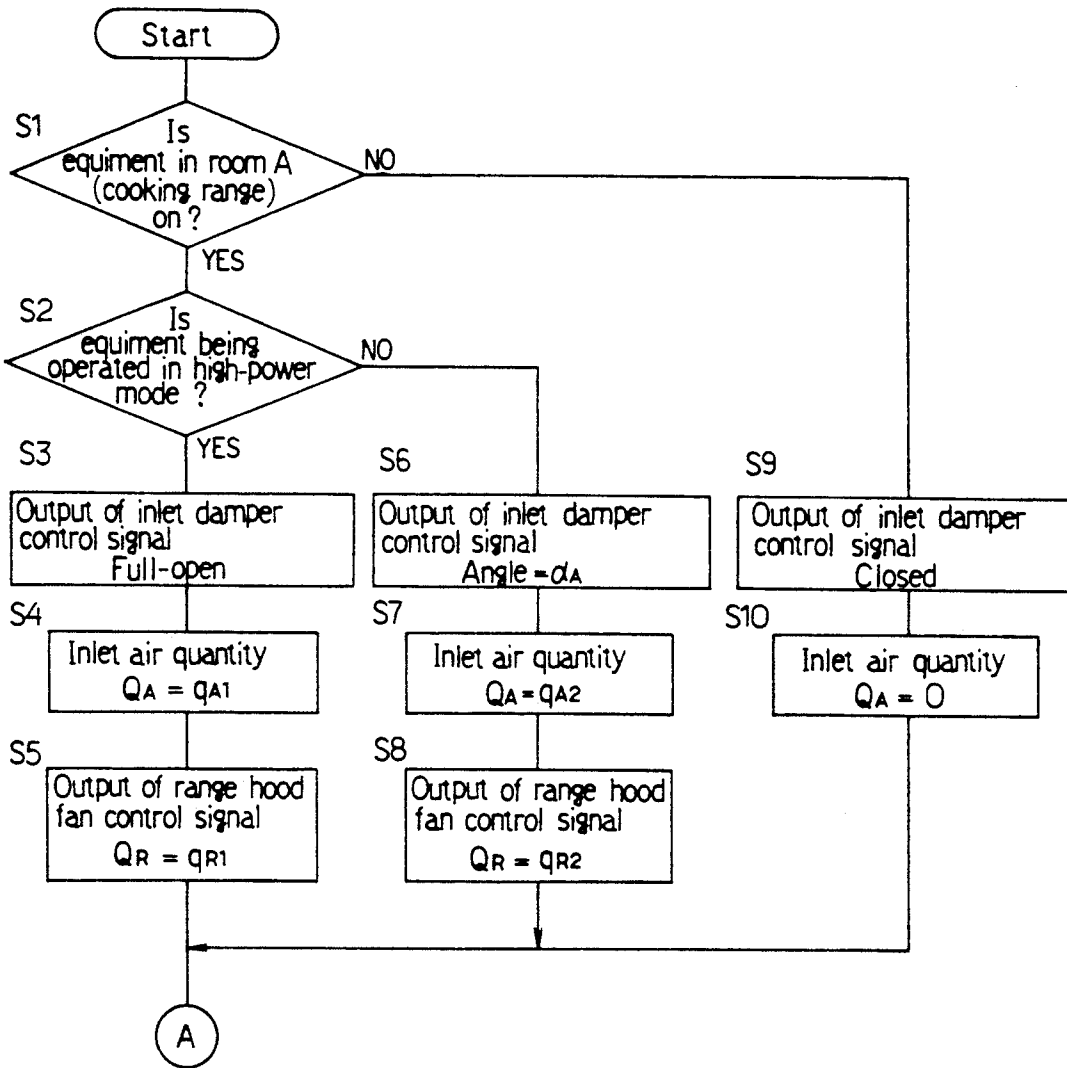 Start
S1
Is
equiment in room A
(cooking range)
on ?
NO
YES
S2
Is
equiment being
operated in high-power
mode ?
NO
YES
S3
Output of inlet damper
control signal
Full-open
S4
Inlet air quantity
QA = qA1
S5
Output of range hood
fan control signal
QR = qR1
S6
Output of inlet damper
control signal
Angle = αA
S7
Inlet air quantity
QA = qA2
S8
Output of range hood
fan control signal
QR = qR2
S9
Output of inlet damper
control signal
Closed
S10
Inlet air quantity
QA = 0
A